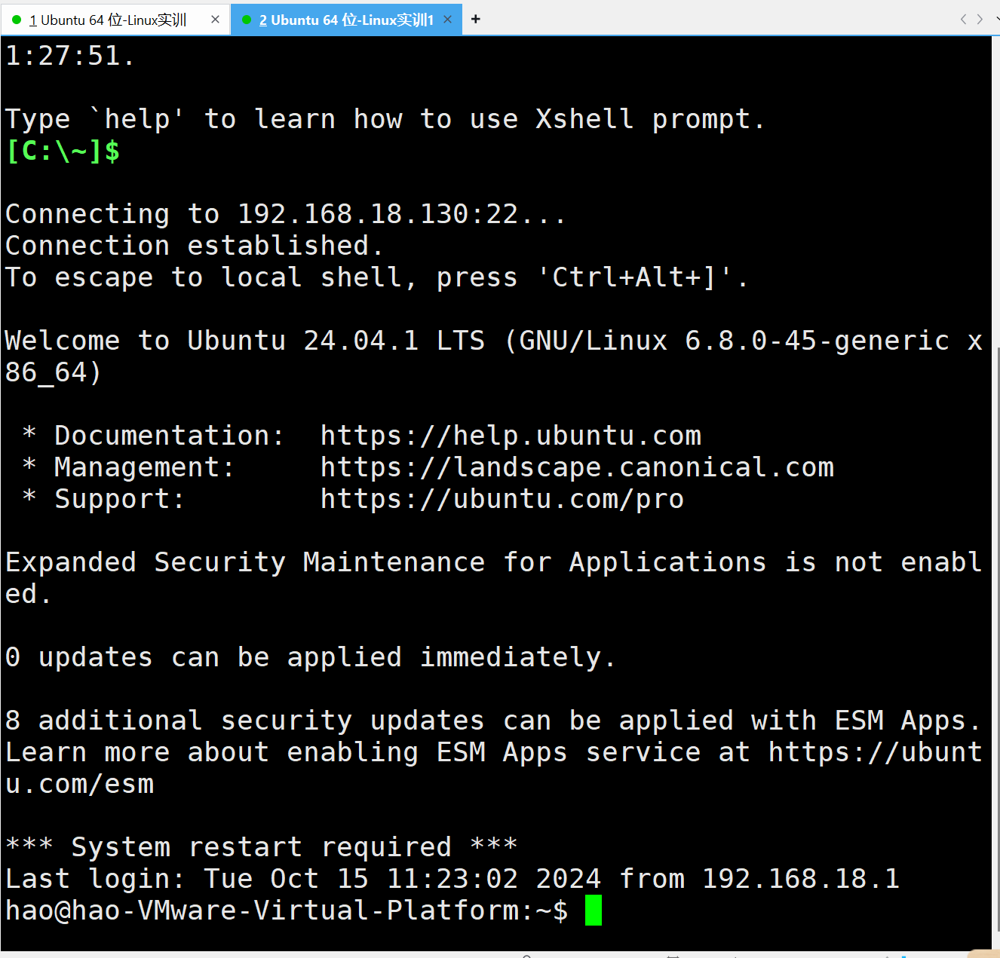 1 Ubuntu 64 位-Linux实训 × 2 Ubuntu 64 位-Linux实训1 × +
1:27:51.
Type `help' to learn how to use Xshell prompt.
[C:\~]$
Connecting to 192.168.18.130:22...
Connection established.
To escape to local shell, press 'Ctrl+Alt+]'.
Welcome to Ubuntu 24.04.1 LTS (GNU/Linux 6.8.0-45-generic x
86_64)
* Documentation:  https://help.ubuntu.com
* Management:     https://landscape.canonical.com
* Support:        https://ubuntu.com/pro
Expanded Security Maintenance for Applications is not enabl
ed.
0 updates can be applied immediately.
8 additional security updates can be applied with ESM Apps.
Learn more about enabling ESM Apps service at https://ubunt
u.com/esm
*** System restart required ***
Last login: Tue Oct 15 11:23:02 2024 from 192.168.18.1
hao@hao-VMware-Virtual-Platform:~$